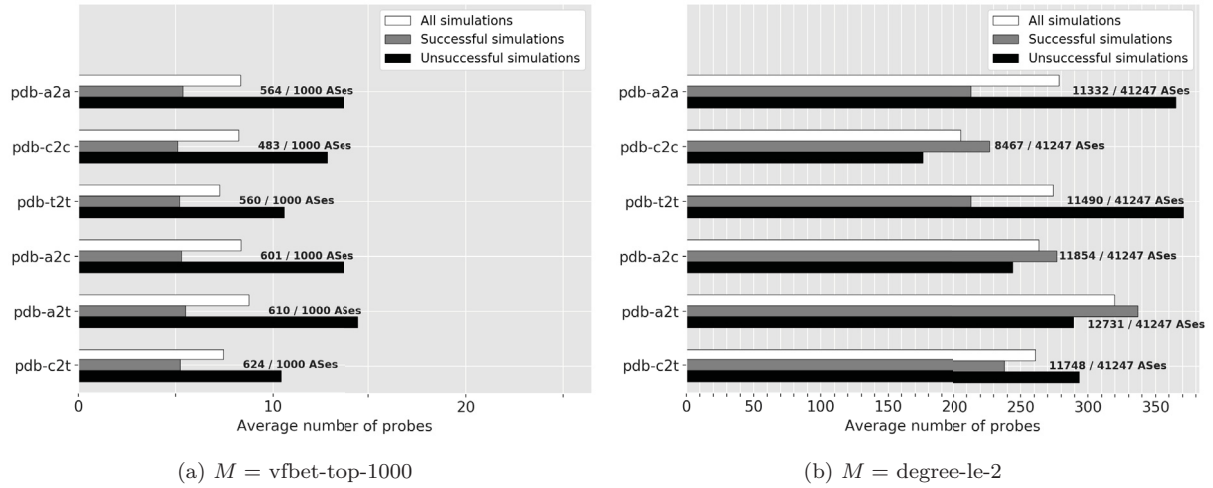 All simulations
Successful simulations
Unsuccessful simulations
pdb-a2a
564 / 1000 ASes
pdb-c2c
483 / 1000 ASes
pdb-t2t
560 / 1000 ASes
pdb-a2c
601 / 1000 ASes
pdb-a2t
610 / 1000 ASes
pdb-c2t
624 / 1000 ASes
0 10 20
Average number of probes
(a) M = vfbet-top-1000
All simulations
Successful simulations
Unsuccessful simulations
pdb-a2a
11332 / 41247 ASes
pdb-c2c
8467 / 41247 ASes
pdb-t2t
11490 / 41247 ASes
pdb-a2c
11854 / 41247 ASes
pdb-a2t
12731 / 41247 ASes
pdb-c2t
11748 / 41247 ASes
0 50 100 150 200 250 300 350
Average number of probes
(b) M = degree-le-2